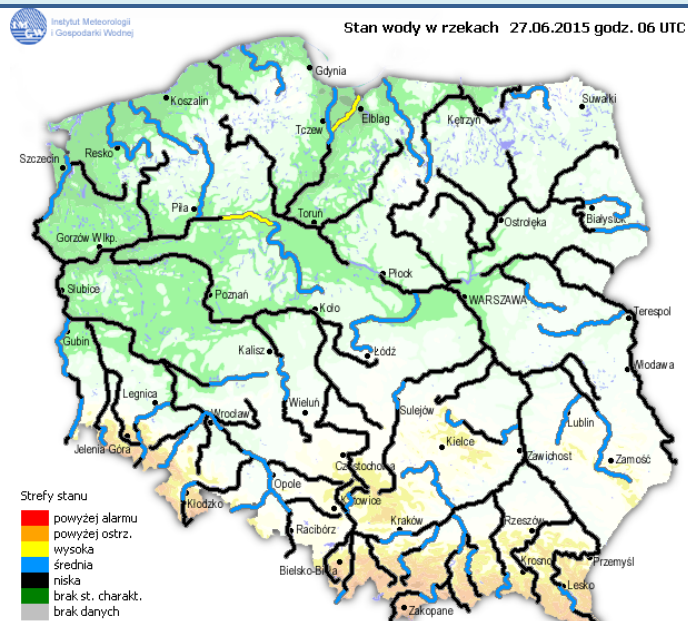 Instytut Meteorologii
i Gospodarki Wodnej
Stan wody w rzekach 27.06.2015 godz. 06 UTC
Gdynia
Koszalin
Suwałki
Elbląg
Kętrzyn
Tczew
Resko
Szczecin
Piła
Toruń
Ostrołęka
Białystok
Gorzów Wlkp.
Płock
Słubice
Poznań
WARSZAWA
Koło
Terespol
Gubin
Kalisz
Łódź
Włodawa
Legnica
Wieluń
Sulejów
Wrocław
Lublin
Jelenia Góra
Kielce
Częstochowa
Zawichost
Zamość
Opole
Strefy stanu
Kłodzko
Katowice
powyżej alarmu
Racibórz
Kraków
Rzeszów
powyżej ostrz.
wysoka
średnia
Bielsko-Biała
Krosno
Przemyśl
niska
Lesko
brak st. charakt.
Zakopane
brak danych